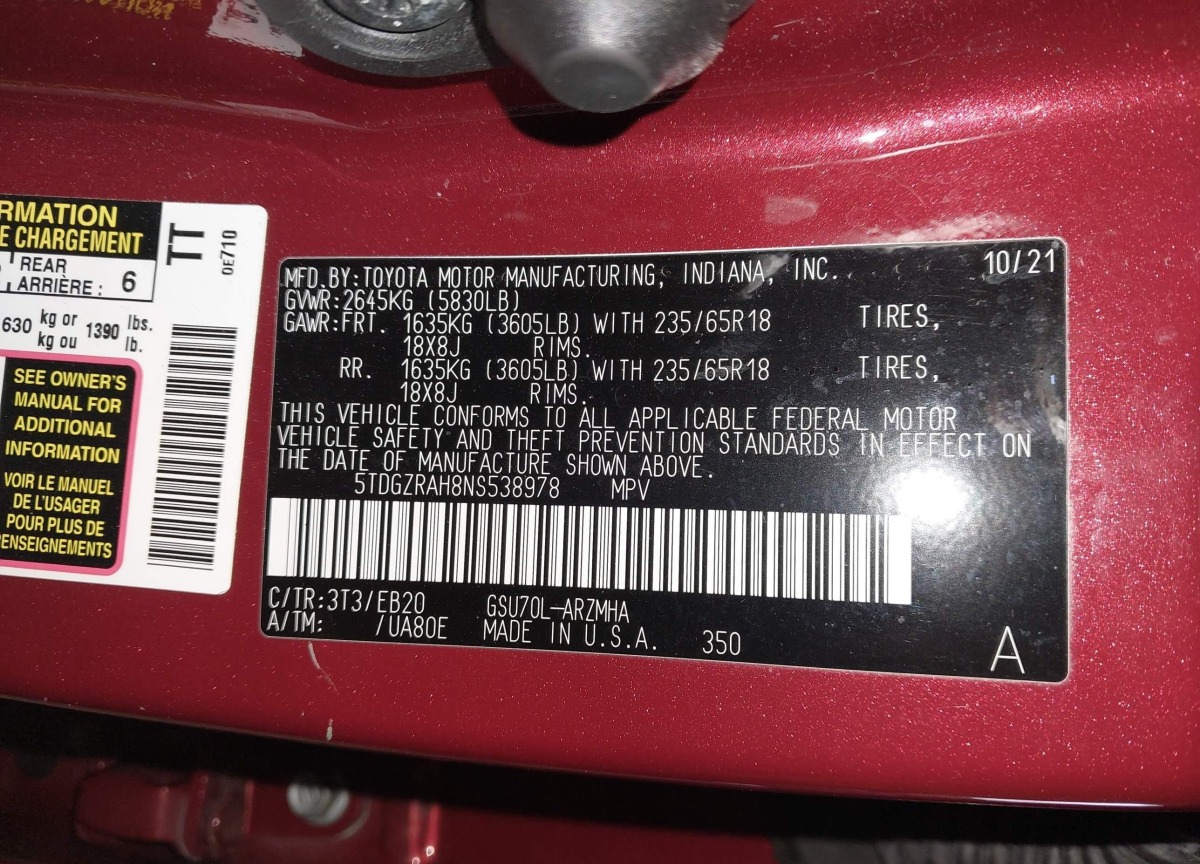 RMATION
E CHARGEMENT
REAR
ARRIÈRE : 6
630 kg or 1390 lbs.
kg ou lb.
SEE OWNER'S
MANUAL FOR
ADDITIONAL
INFORMATION
VOIR LE MANUEL
DE L'USAGER
POUR PLUS DE
RENSEIGNEMENTS
TT
0E710
MFD. BY:TOYOTA MOTOR MANUFACTURING, INDIANA, INC. 10/21
GVWR:2645KG (5830LB)
GAWR:FRT. 1635KG (3605LB) WITH 235/65R18 TIRES,
18X8J RIMS.
RR. 1635KG (3605LB) WITH 235/65R18 TIRES,
18X8J RIMS.
THIS VEHICLE CONFORMS TO ALL APPLICABLE FEDERAL MOTOR
VEHICLE SAFETY AND THEFT PREVENTION STANDARDS IN EFFECT ON
THE DATE OF MANUFACTURE SHOWN ABOVE.
5TDGZRAH8NS538978 MPV
C/TR:3T3/EB20 GSU70L-ARZMHA
A/TM: /UA80E MADE IN U.S.A. 350
A